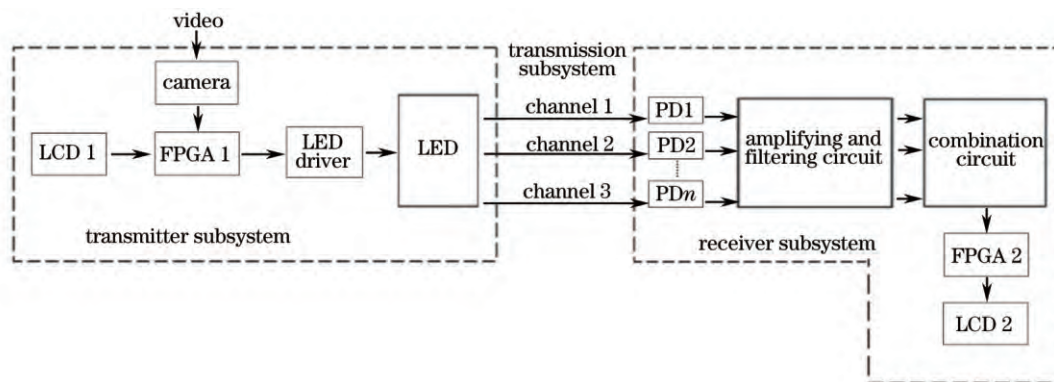 video
camera
LCD 1
FPGA 1
LED
driver
LED
transmitter subsystem
transmission
subsystem
channel 1
channel 2
channel 3
PD1
PD2
PDn
amplifying and
filtering circuit
combination
circuit
receiver subsystem
FPGA 2
LCD 2